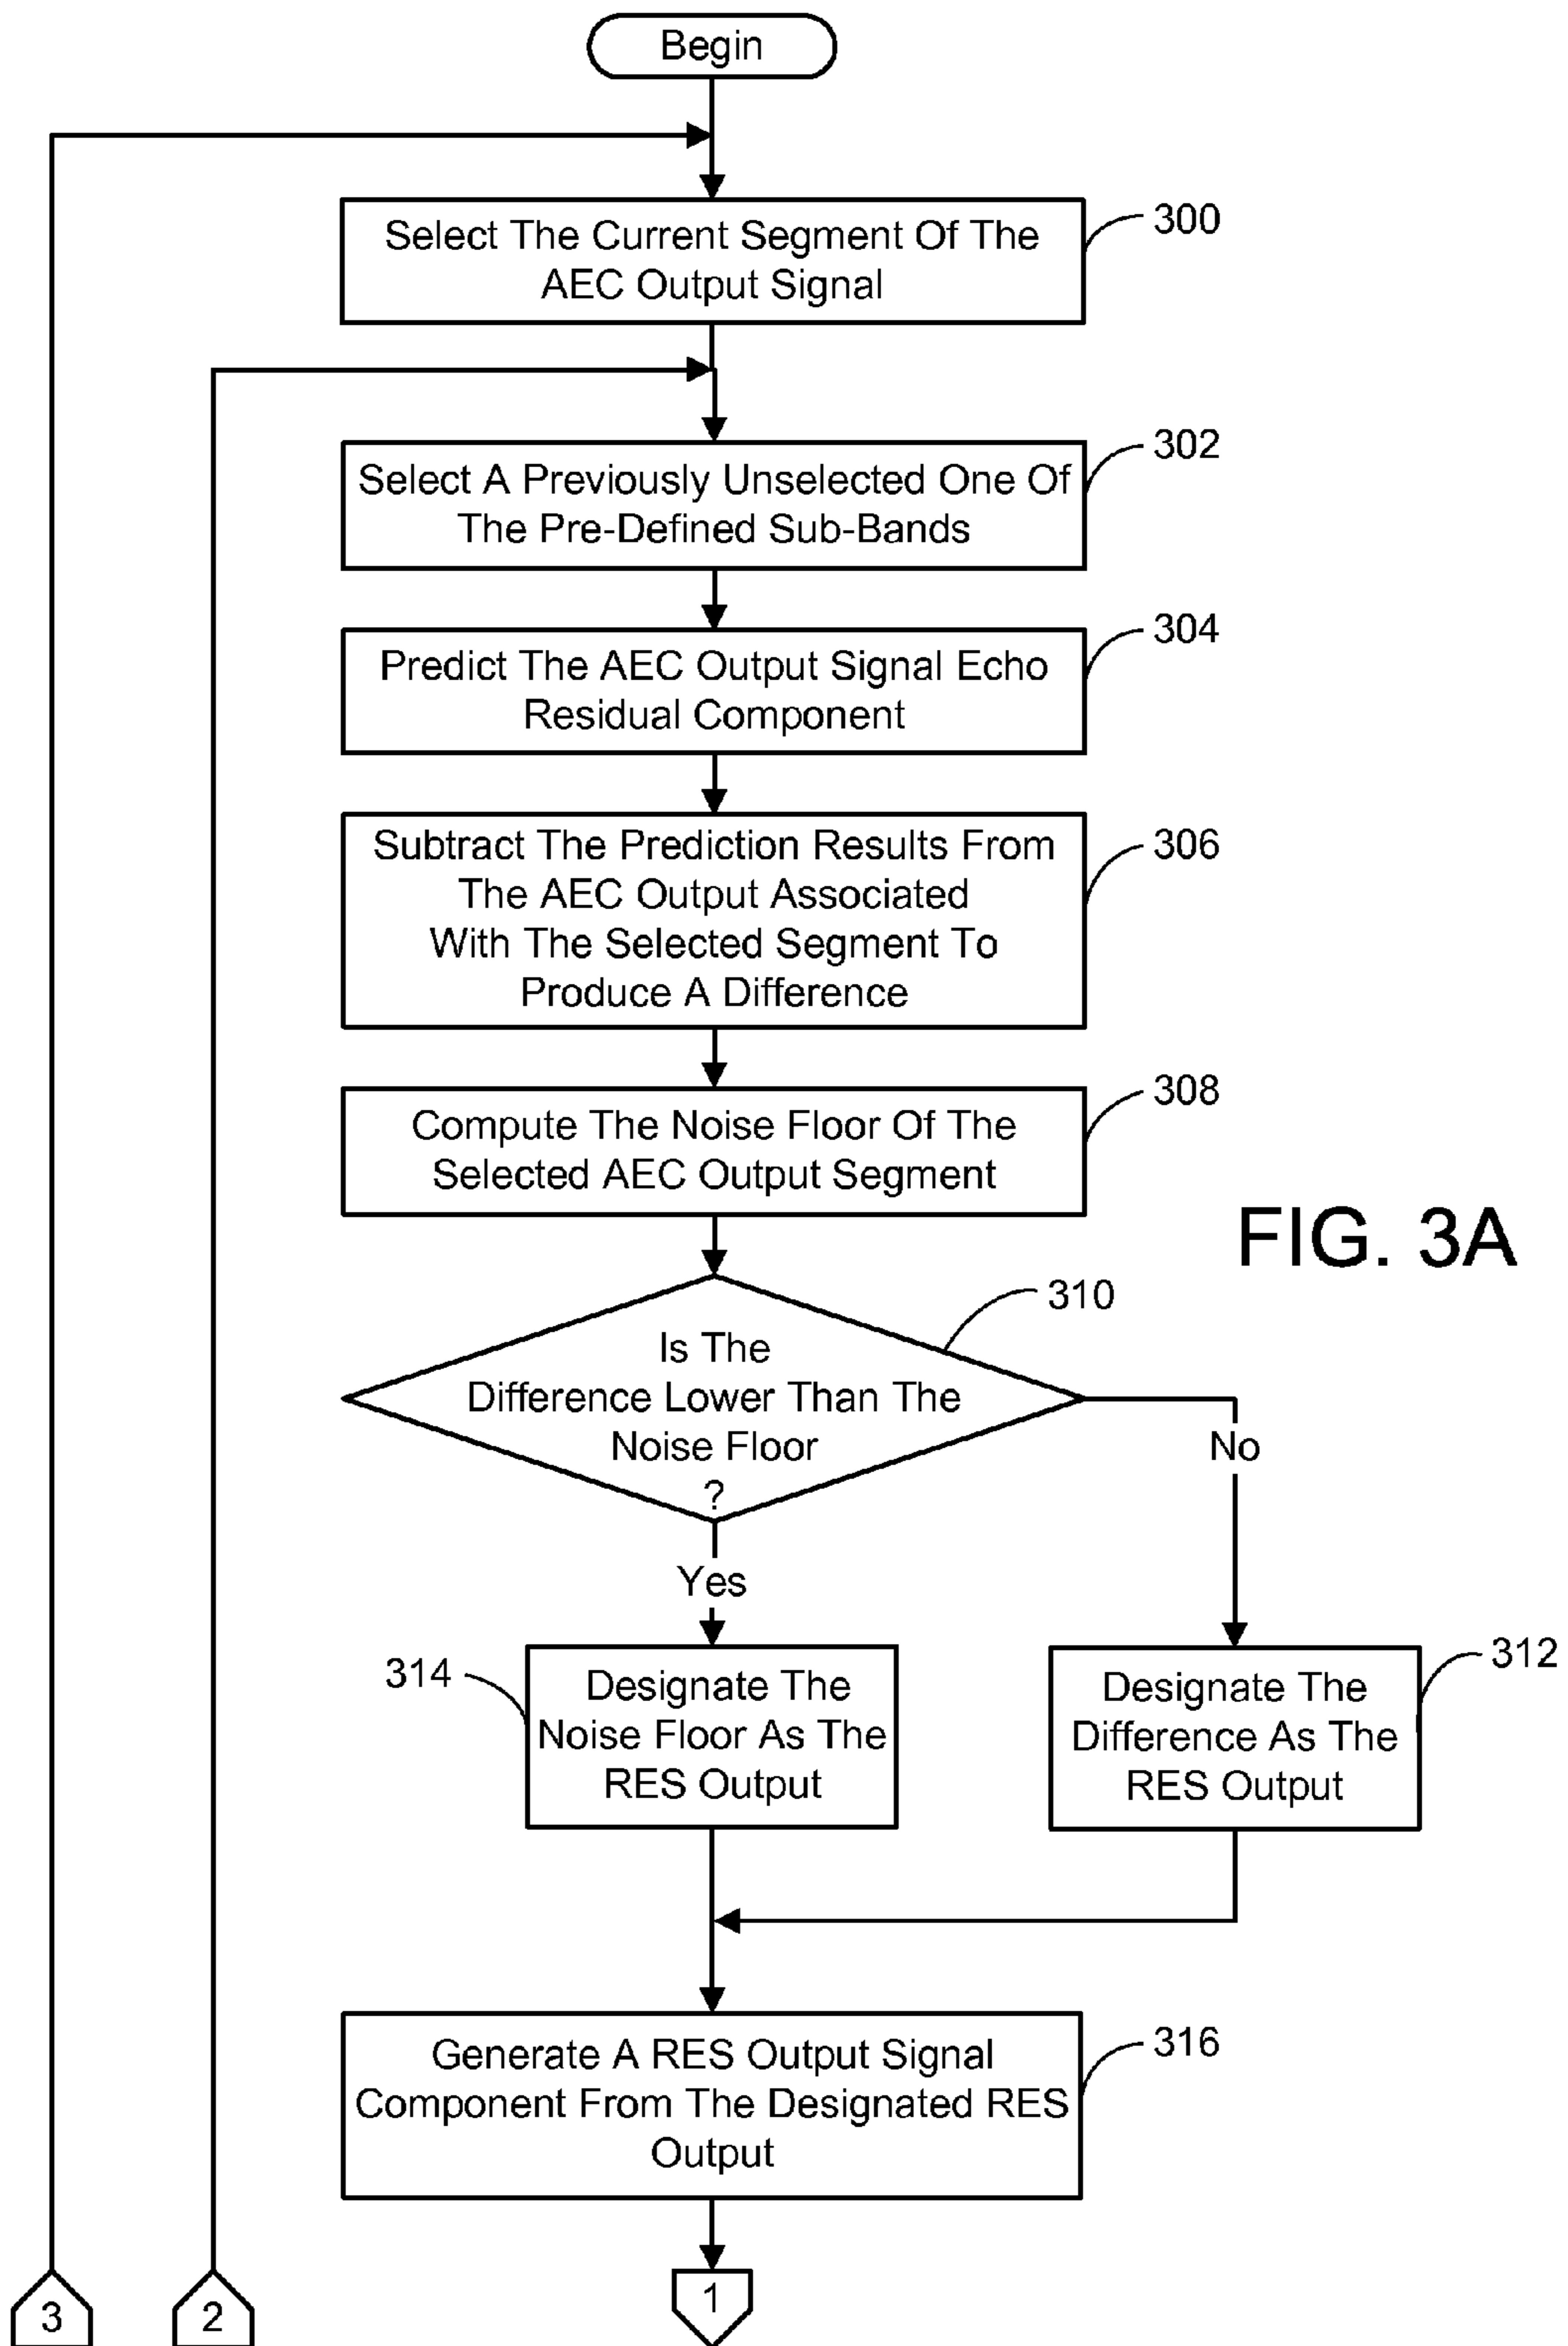 Begin
Select The Current Segment Of The
AEC Output Signal
300
Select A Previously Unselected One Of
The Pre-Defined Sub-Bands
302
Predict The AEC Output Signal Echo
Residual Component
304
Subtract The Prediction Results From
The AEC Output Associated
With The Selected Segment To
Produce A Difference
306
Compute The Noise Floor Of The
Selected AEC Output Segment
308
FIG. 3A
Is The
Difference Lower Than The
Noise Floor
?
310
No
Yes
314
Designate The
Noise Floor As The
RES Output
Designate The
Difference As The
RES Output
312
Generate A RES Output Signal
Component From The Designated RES
Output
316
3
2
1